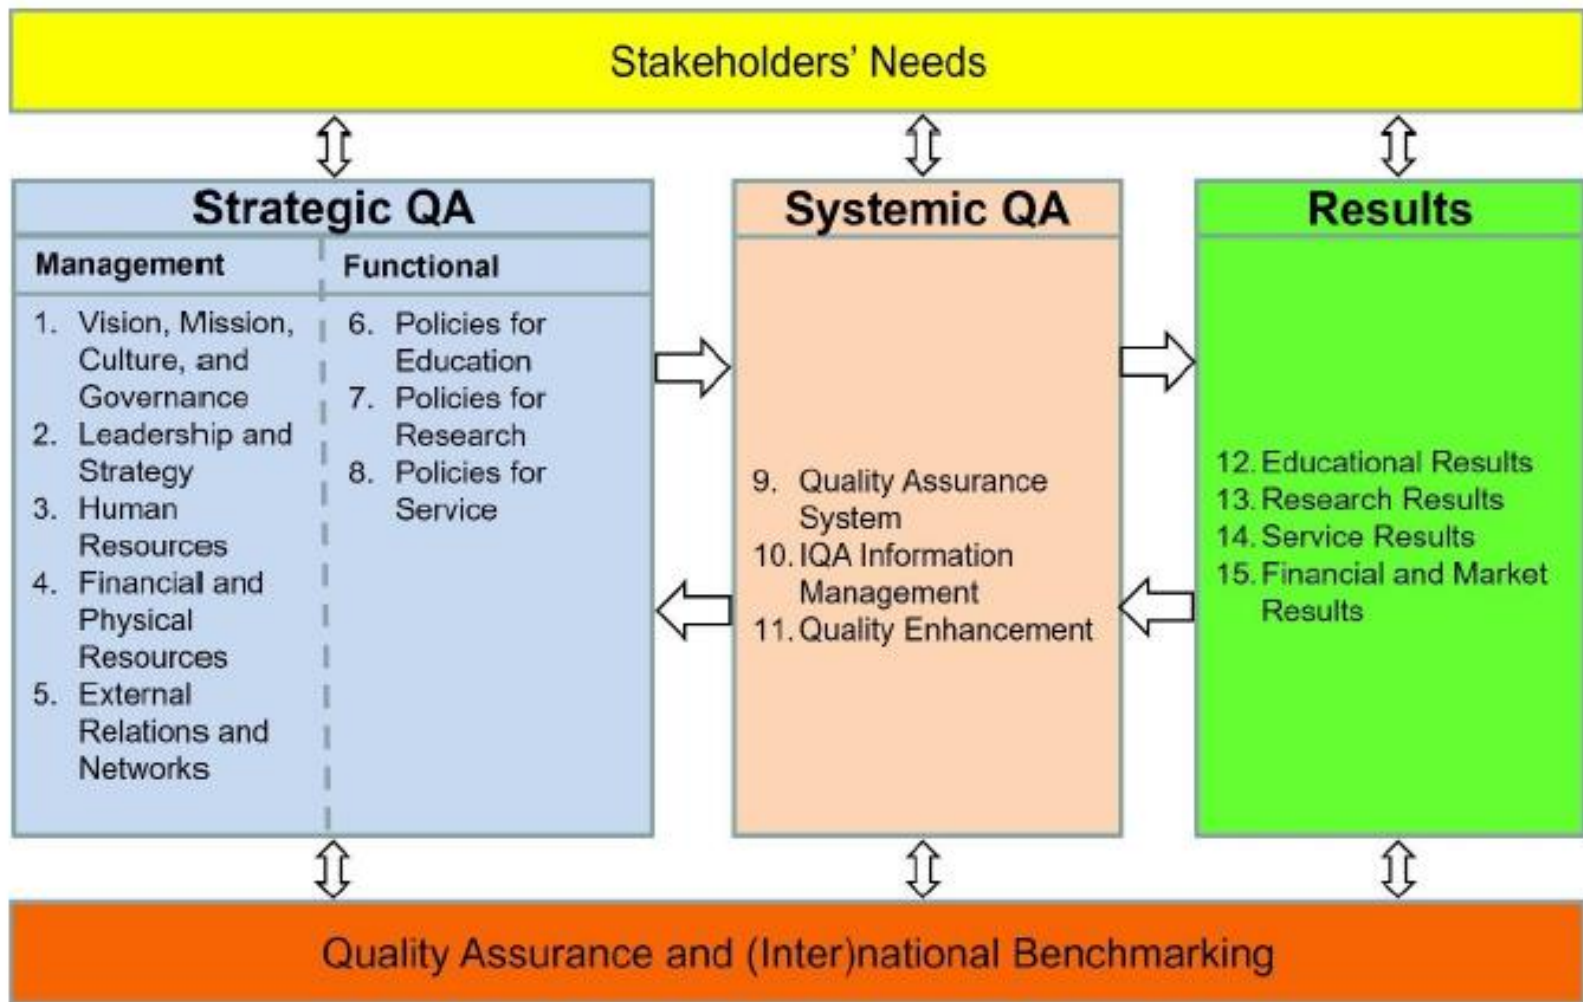 Stakeholders’ Needs
Strategic QA
Management
1. Vision, Mission,
Culture, and
Governance
2. Leadership and
Strategy
3. Human
Resources
4. Financial and
Physical
Resources
5. External
Relations and
Networks
Functional
6. Policies for
Education
7. Policies for
Research
8. Policies for
Service
Systemic QA
9. Quality Assurance
System
10. IQA Information
Management
11. Quality Enhancement
Results
12. Educational Results
13. Research Results
14. Service Results
15. Financial and Market
Results
Quality Assurance and (Inter)national Benchmarking